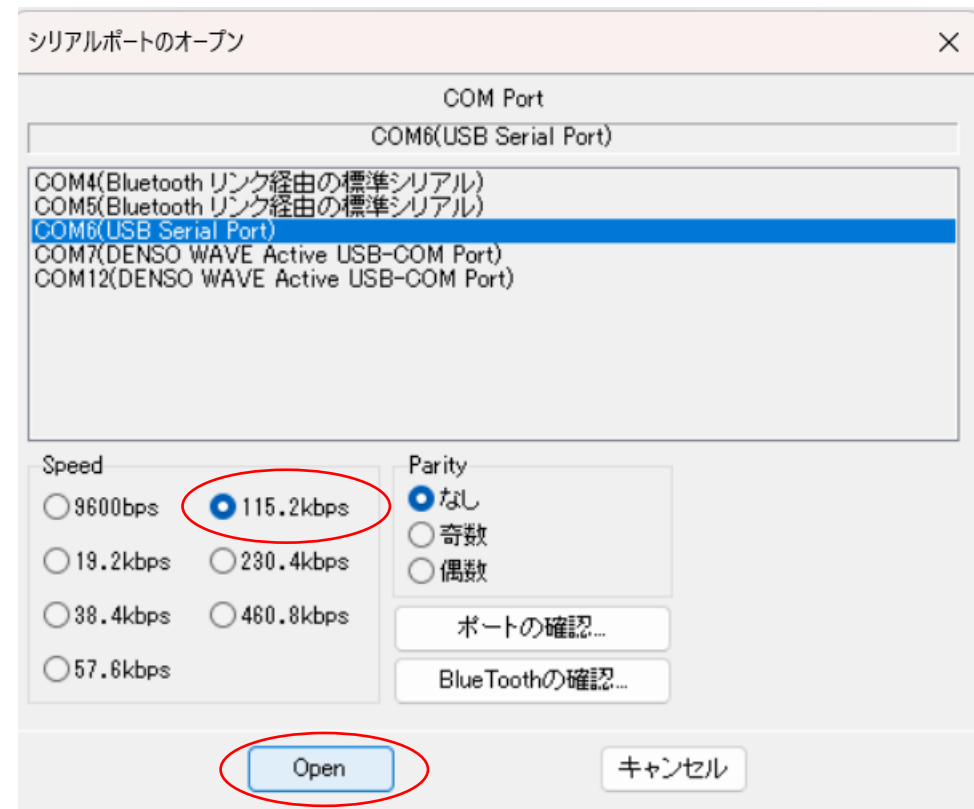 シリアルポートのオープン
COM Port
COM6(USB Serial Port)
COM4(Bluetooth リンク経由の標準シリアル)
COM5(Bluetooth リンク経由の標準シリアル)
COM6(USB Serial Port)
COM7(DENSO WAVE Active USB-COM Port)
COM12(DENSO WAVE Active USB-COM Port)
Speed
9600bps
115.2kbps
19.2kbps
230.4kbps
38.4kbps
460.8kbps
57.6kbps
Parity
なし
奇数
偶数
ポートの確認...
BlueToothの確認...
Open
キャンセル